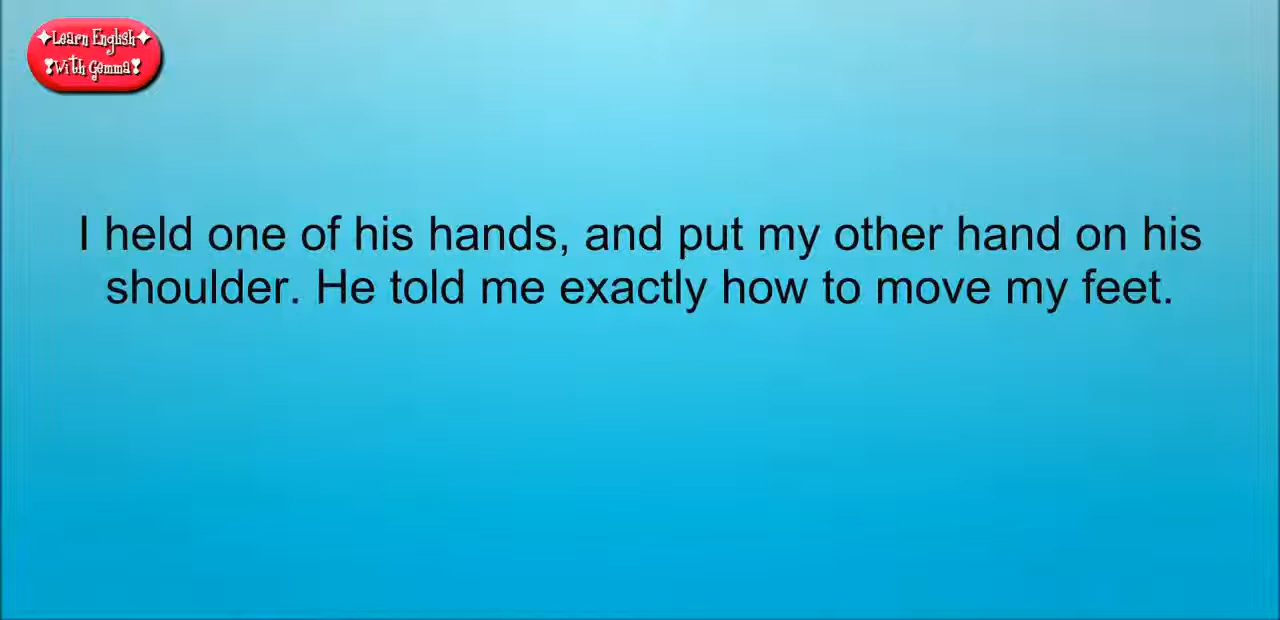 ✦Learn English✦
❣With Gemma❣
I held one of his hands, and put my other hand on his
shoulder. He told me exactly how to move my feet.